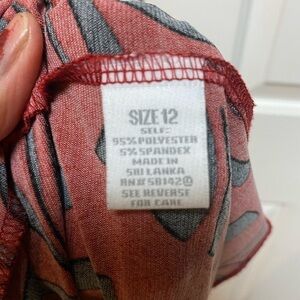 SIZE 12
SELF:
95% POLYESTER
5% SPANDEX
MADE IN
SRI LANKA
RN# 58142
SEE REVERSE
FOR CARE